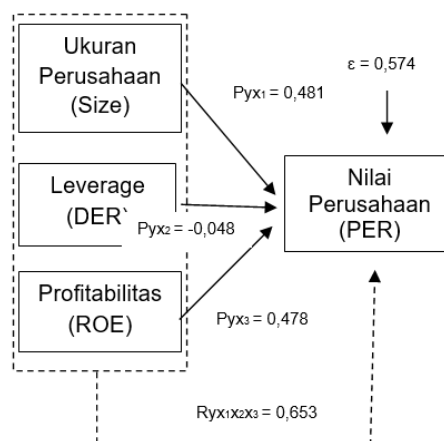 Ukuran
Perusahaan
(Size)
Pyx₁ = 0,481
ε = 0,574
Leverage
(DER)
Pyx₂ = -0,048
Nilai
Perusahaan
(PER)
Profitabilitas
(ROE)
Pyx₃ = 0,478
Ryx₁x₂x₃ = 0,653